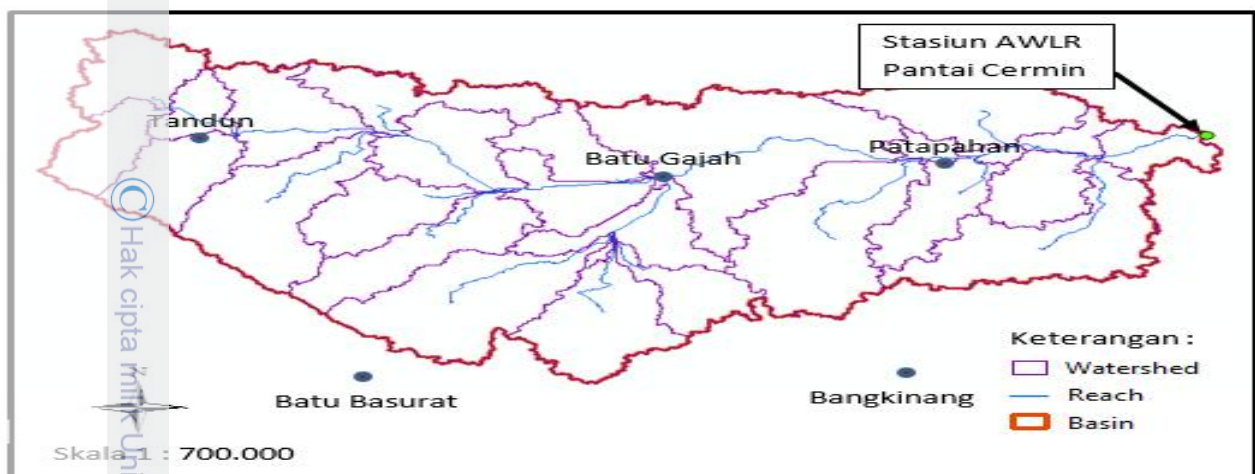 Stasiun AWLR
Pantai Cermin
Tandun
Batu Gajah
Patapahan
© Hak cipta milik Uni
Keterangan :
Watershed
Reach
Basin
Batu Basurat
Bangkinang
Skala 1 : 700.000